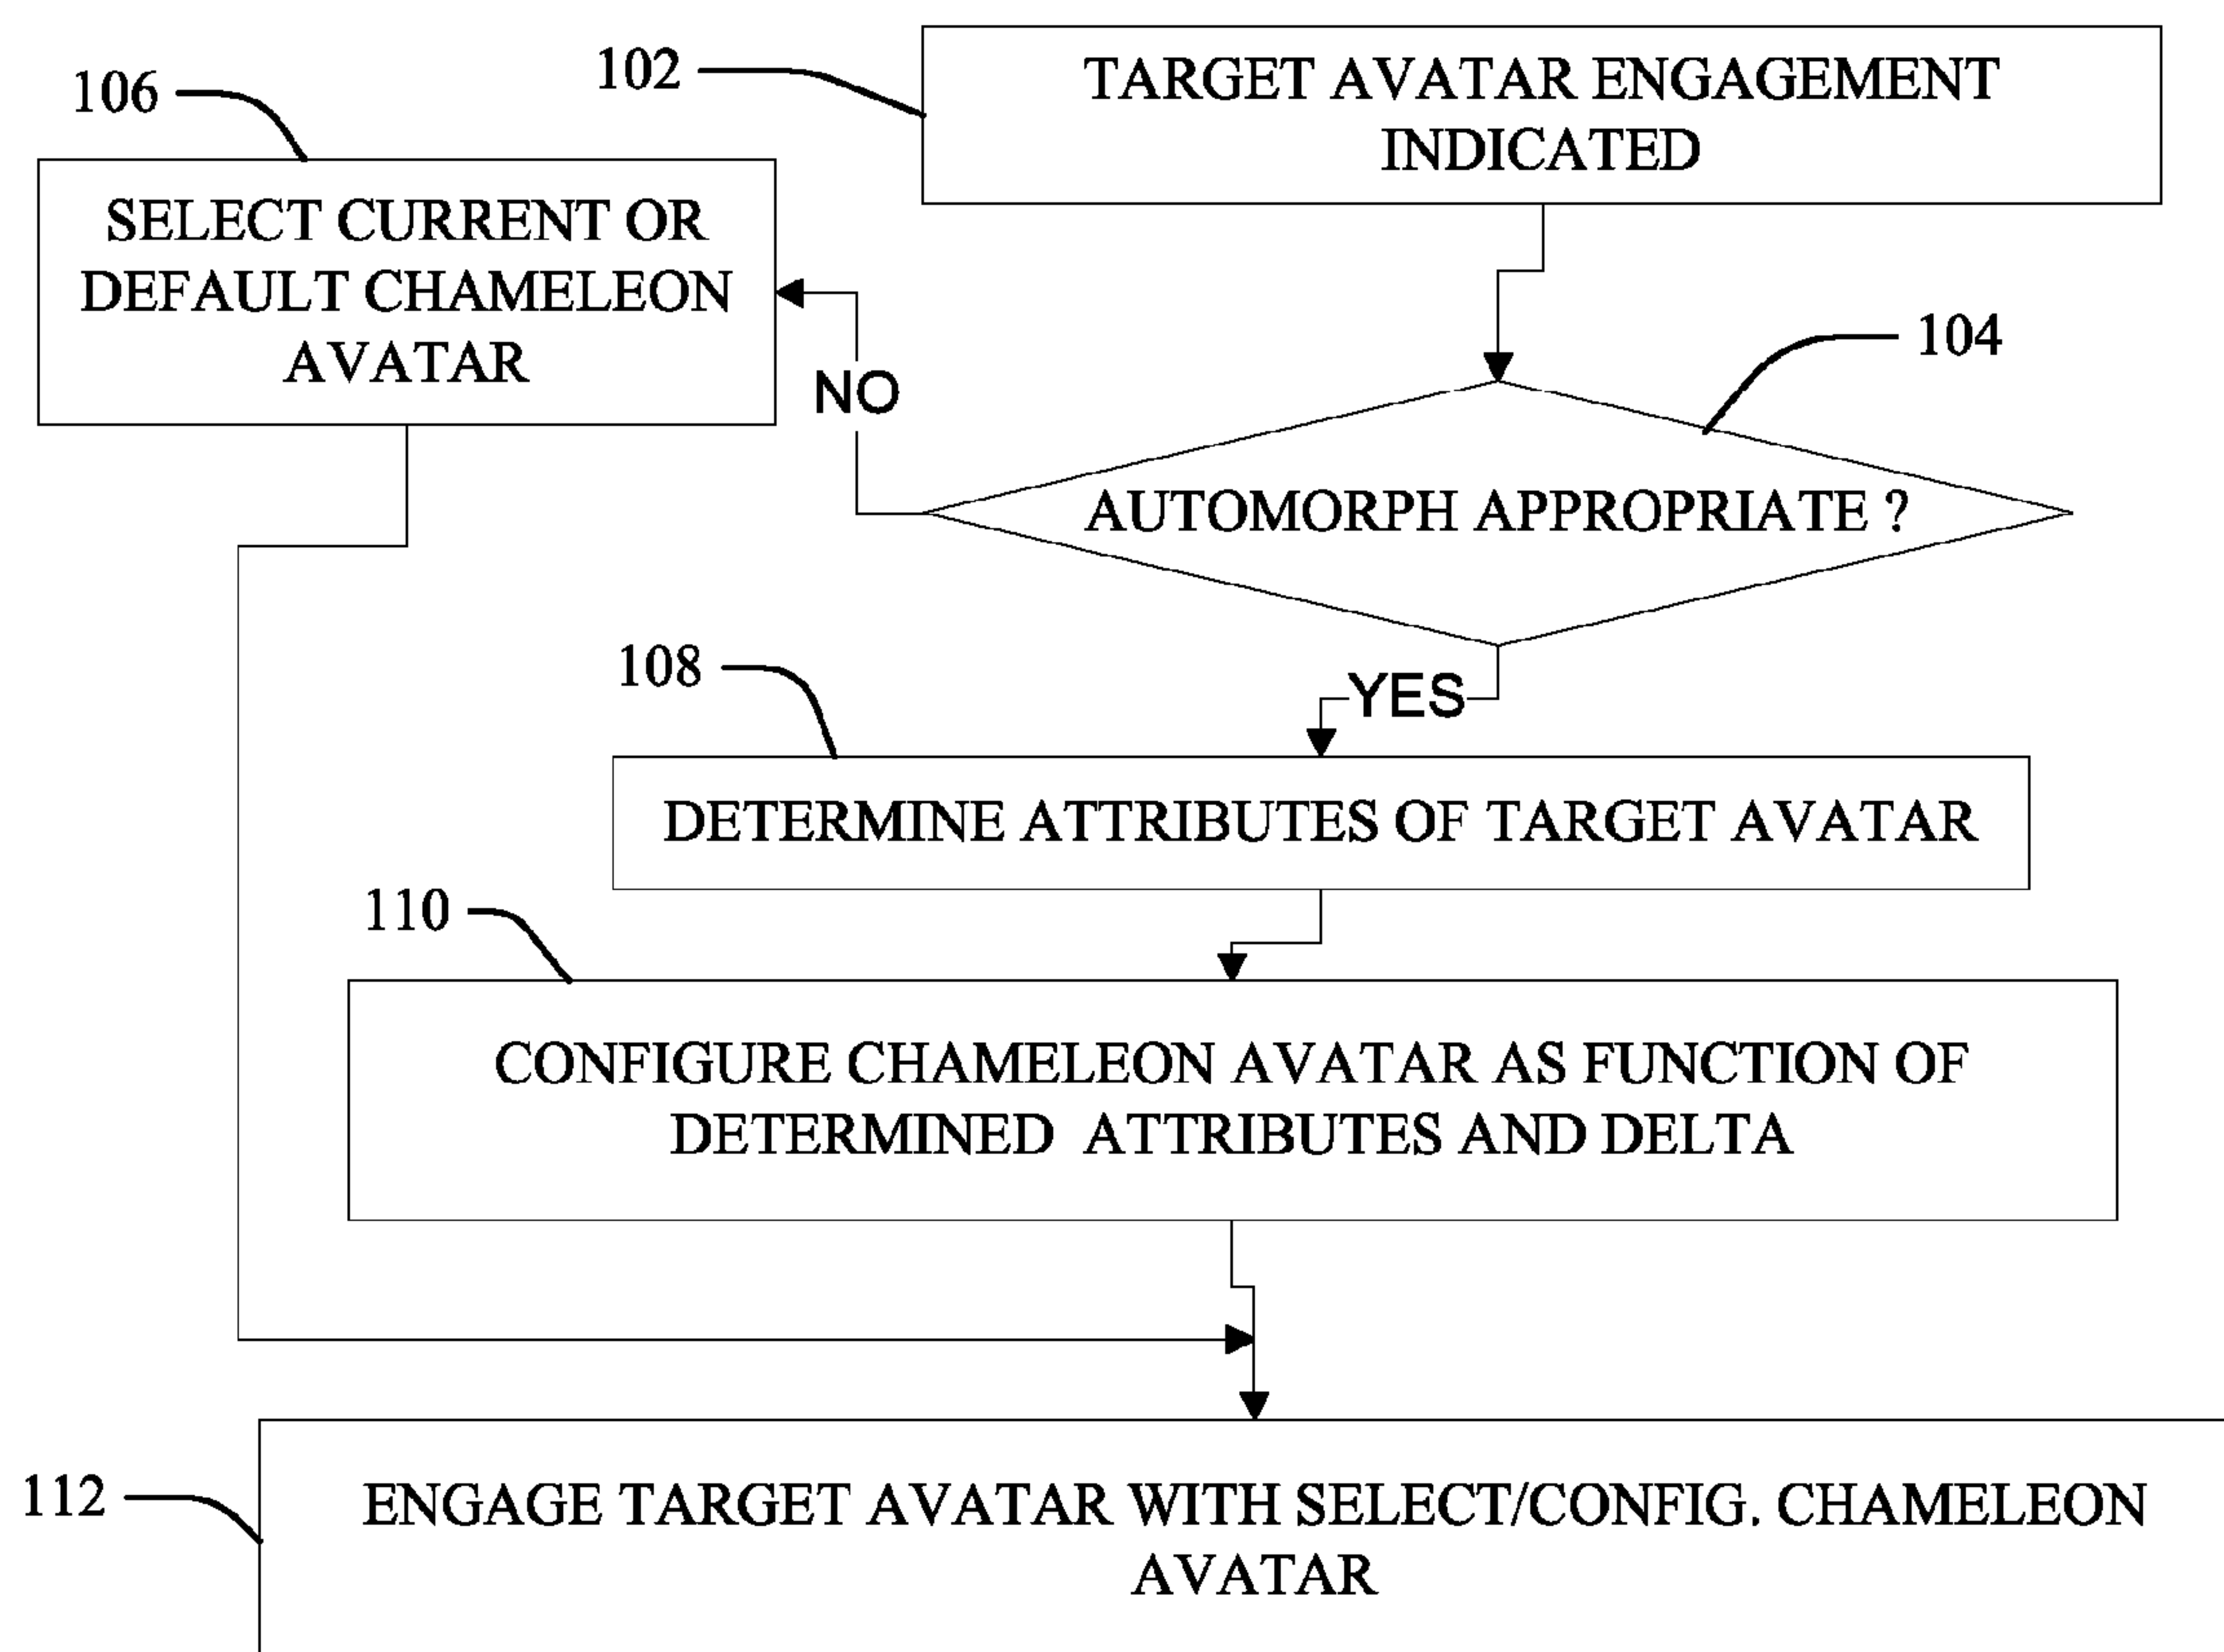 102
TARGET AVATAR ENGAGEMENT
INDICATED
106
SELECT CURRENT OR
DEFAULT CHAMELEON
AVATAR
NO
104
AUTOMORPH APPROPRIATE ?
YES
108
DETERMINE ATTRIBUTES OF TARGET AVATAR
110
CONFIGURE CHAMELEON AVATAR AS FUNCTION OF
DETERMINED ATTRIBUTES AND DELTA
112
ENGAGE TARGET AVATAR WITH SELECT/CONFIG. CHAMELEON
AVATAR